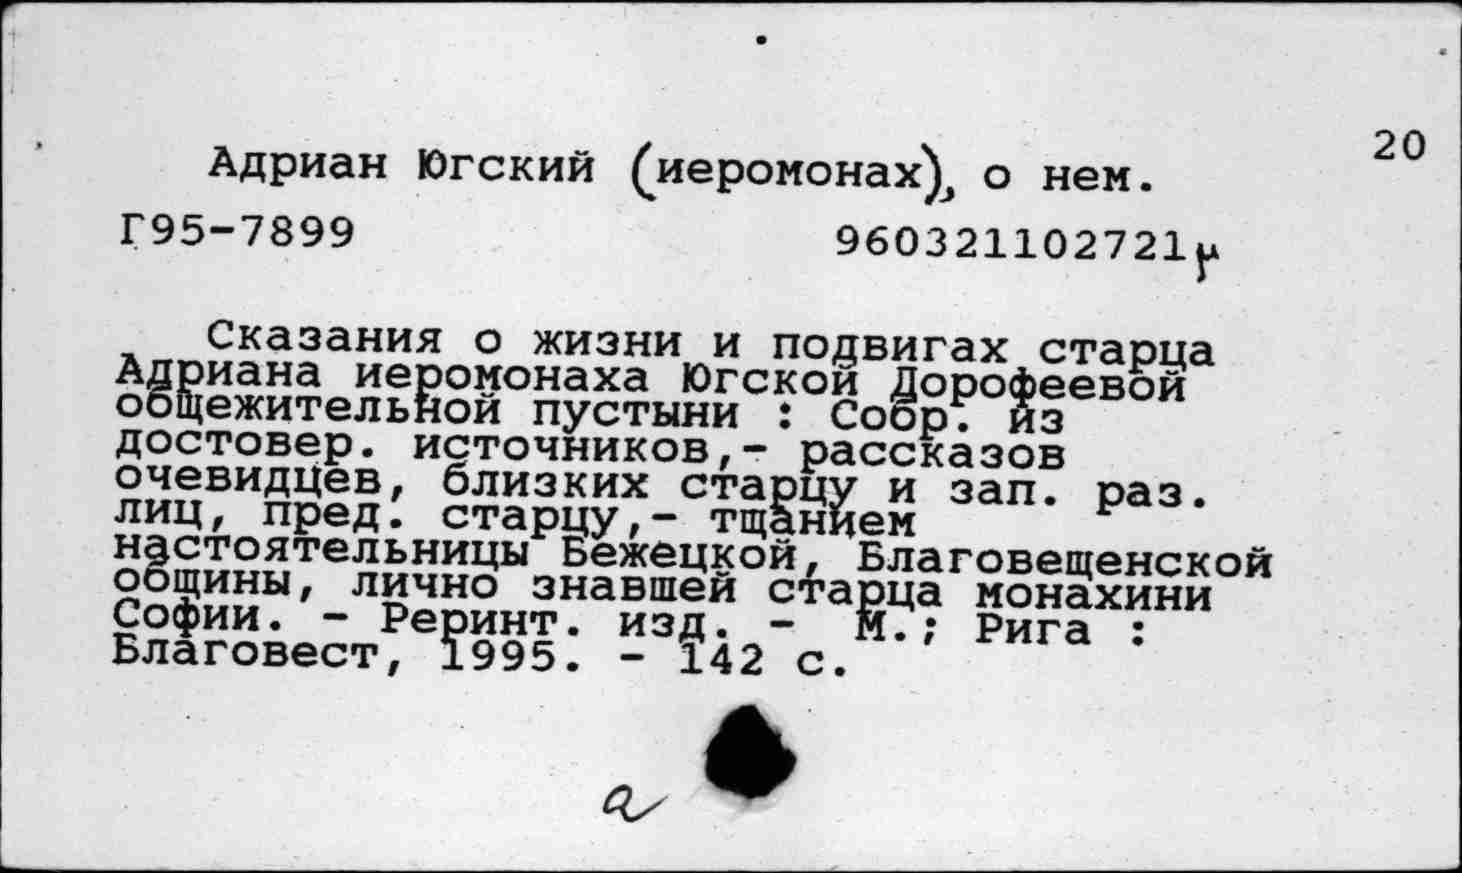 20
Адриан Югский (иеромонах), о нем.
Г95-7899 960321102721
Сказания о жизни и подвигах старца
Адриана иеромонаха Югской Дорофеевой
общежительной пустыни : Собр. из
достовер. источников,- рассказов
очевидцев, близких старцу и зап. раз.
лиц, пред. старцу,- тщанием
настоятельницы Бежецкой, Благовещенской
общины, лично знавшей старца монахини
Софии. - Репринт. изд. - М.; Рига :
Благовест, 1995. - 142 с.